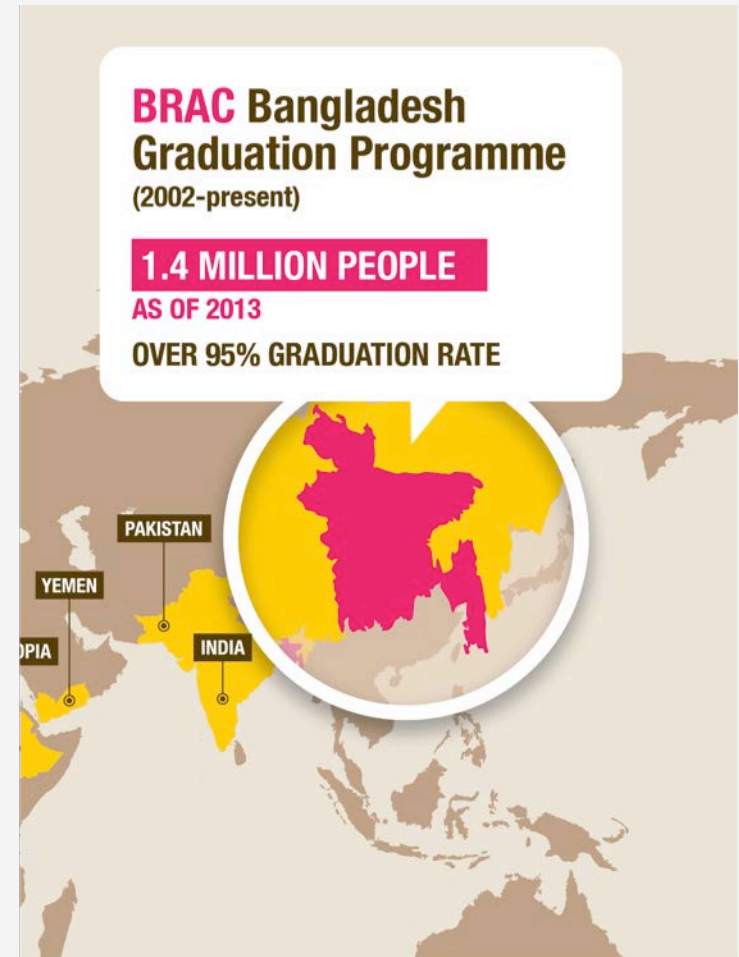 BRAC Bangladesh
Graduation Programme
(2002-present)
1.4 MILLION PEOPLE
AS OF 2013
OVER 95% GRADUATION RATE
PAKISTAN
YEMEN
OPIA
INDIA